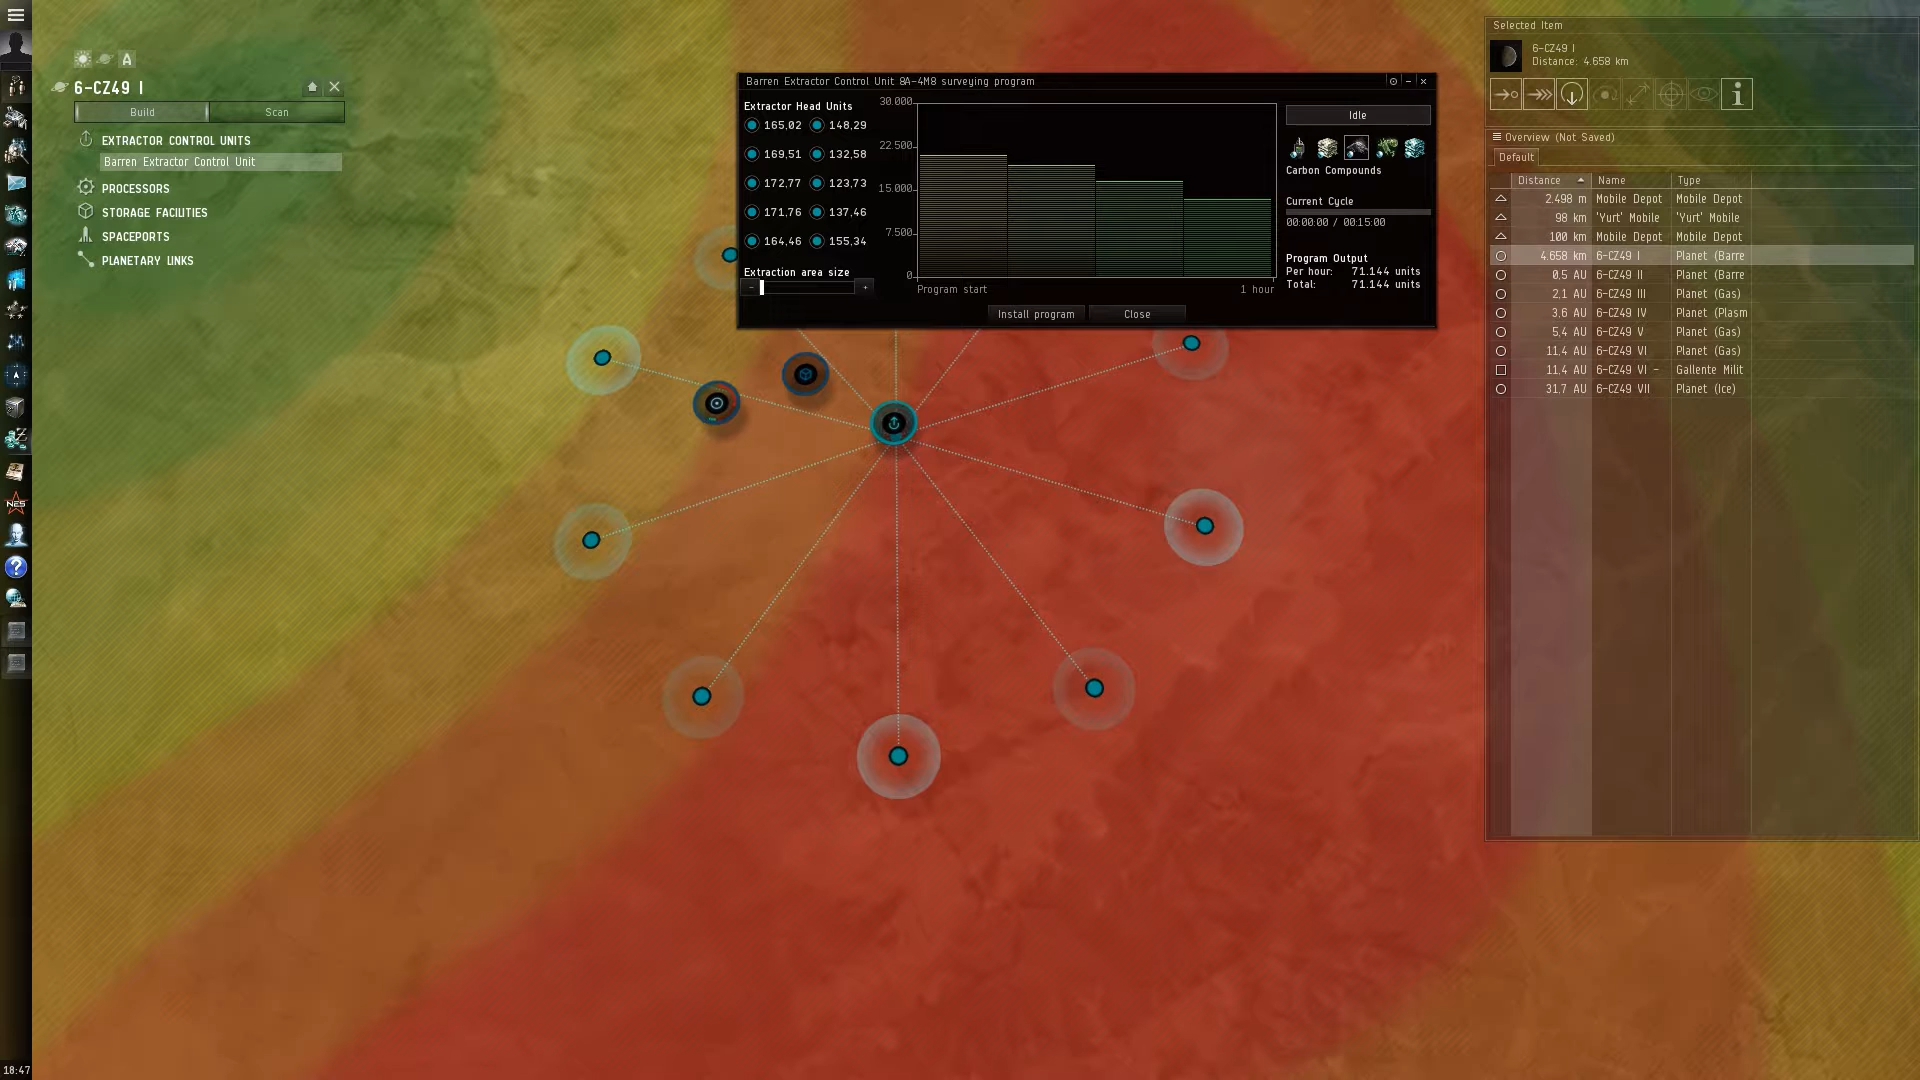 A
6-CZ49 I
Build
Scan
EXTRACTOR CONTROL UNITS
Barren Extractor Control Unit
PROCESSORS
STORAGE FACILITIES
SPACEPORTS
PLANETARY LINKS
NES
18:47
Barren Extractor Control Unit 8A-4M8 surveying program
Extractor Head Units
165,02 148,29
169,51 132,58
172,77 123,73
171,76 137,46
164,46 155,34
Extraction area size
- +
30.000
22.500
15.000
7.500
0
Program start
1 hour
Install program
Close
Idle
Carbon Compounds
Current Cycle
00:00:00 / 00:15:00
Program Output
Per hour: 71.144 units
Total: 71.144 units
Selected Item
6-CZ49 I
Distance: 4.658 km
Overview (Not Saved)
Default
Distance Name Type
2.498 m Mobile Depot Mobile Depot
98 km 'Yurt' Mobile 'Yurt' Mobile
100 km Mobile Depot Mobile Depot
4.658 km 6-CZ49 I Planet (Barre
0,5 AU 6-CZ49 II Planet (Barre
2,1 AU 6-CZ49 III Planet (Gas)
3,6 AU 6-CZ49 IV Planet (Plasm
5,4 AU 6-CZ49 V Planet (Gas)
11,4 AU 6-CZ49 VI Planet (Gas)
11,4 AU 6-CZ49 VI - Gallente Milit
31,7 AU 6-CZ49 VII Planet (Ice)